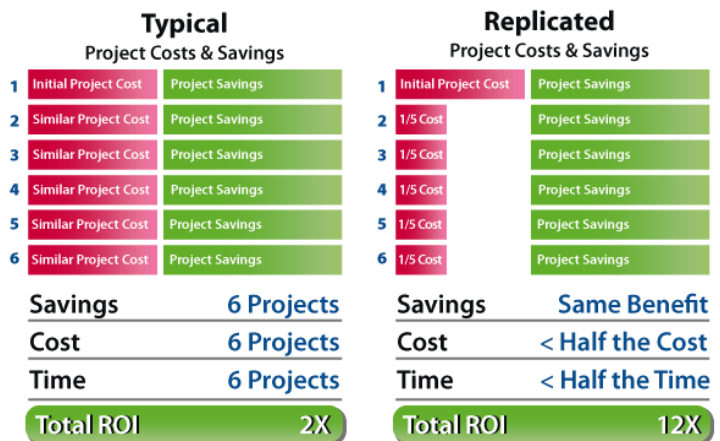 Typical
Project Costs & Savings
1 Initial Project Cost Project Savings
2 Similar Project Cost Project Savings
3 Similar Project Cost Project Savings
4 Similar Project Cost Project Savings
5 Similar Project Cost Project Savings
6 Similar Project Cost Project Savings
Savings 6 Projects
Cost 6 Projects
Time 6 Projects
Total ROI 2X
Replicated
Project Costs & Savings
1 Initial Project Cost Project Savings
2 1/5 Cost Project Savings
3 1/5 Cost Project Savings
4 1/5 Cost Project Savings
5 1/5 Cost Project Savings
6 1/5 Cost Project Savings
Savings Same Benefit
Cost < Half the Cost
Time < Half the Time
Total ROI 12X